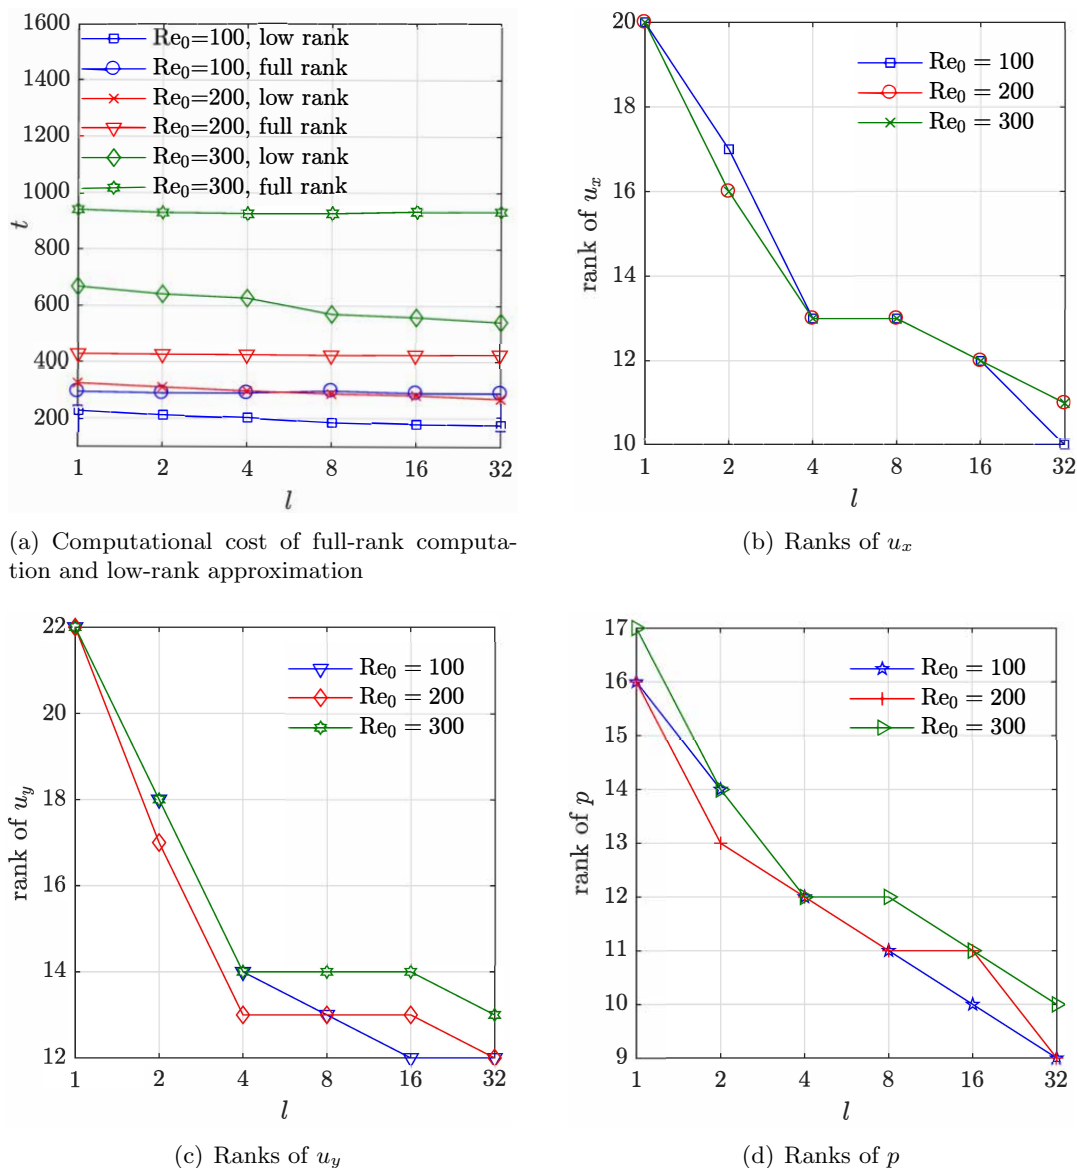 1600
1400
1200
1000
800
600
400
200
t
Re₀=100, low rank
Re₀=100, full rank
Re₀=200, low rank
Re₀=200, full rank
Re₀=300, low rank
Re₀=300, full rank
1 2 4 8 16 32
l
(a) Computational cost of full-rank computa-
tion and low-rank approximation
20
18
16
14
12
10
rank of uₓ
Re₀ = 100
Re₀ = 200
Re₀ = 300
1 2 4 8 16 32
l
(b) Ranks of uₓ
22
20
18
16
14
12
rank of u_y
Re₀ = 100
Re₀ = 200
Re₀ = 300
1 2 4 8 16 32
l
(c) Ranks of u_y
17
16
15
14
13
12
11
10
9
rank of p
Re₀ = 100
Re₀ = 200
Re₀ = 300
1 2 4 8 16 32
l
(d) Ranks of p